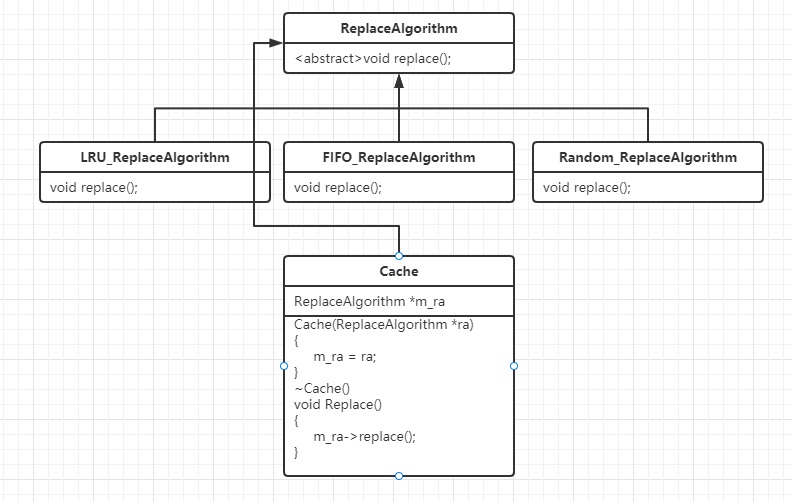 ReplaceAlgorithm
<abstract>void replace();
LRU_ReplaceAlgorithm
void replace();
FIFO_ReplaceAlgorithm
void replace();
Random_ReplaceAlgorithm
void replace();
Cache
ReplaceAlgorithm *m_ra
Cache(ReplaceAlgorithm *ra)
{
m_ra = ra;
}
~Cache()
void Replace()
{
m_ra->replace();
}